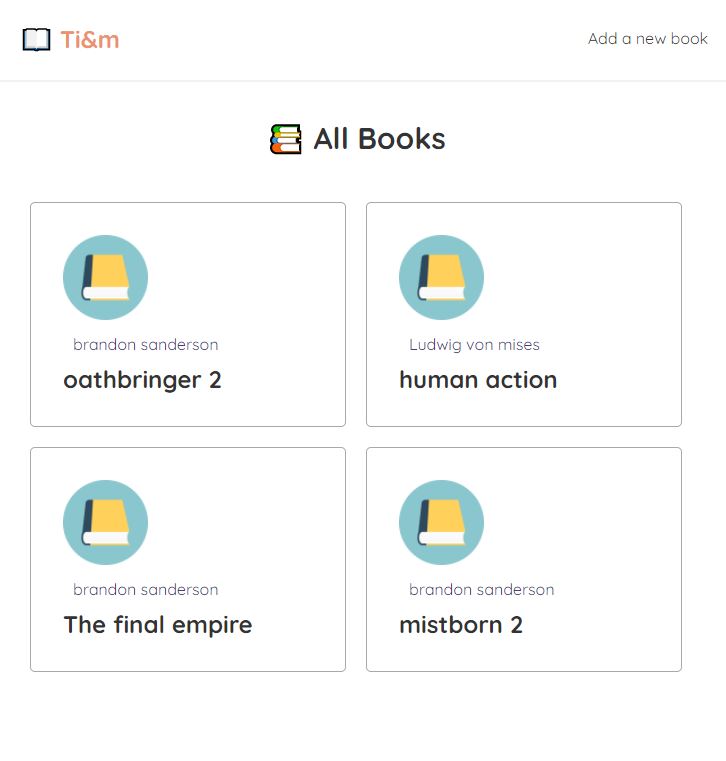 Ti&m
Add a new book
All Books
brandon sanderson
oathbringer 2
Ludwig von mises
human action
brandon sanderson
The final empire
brandon sanderson
mistborn 2